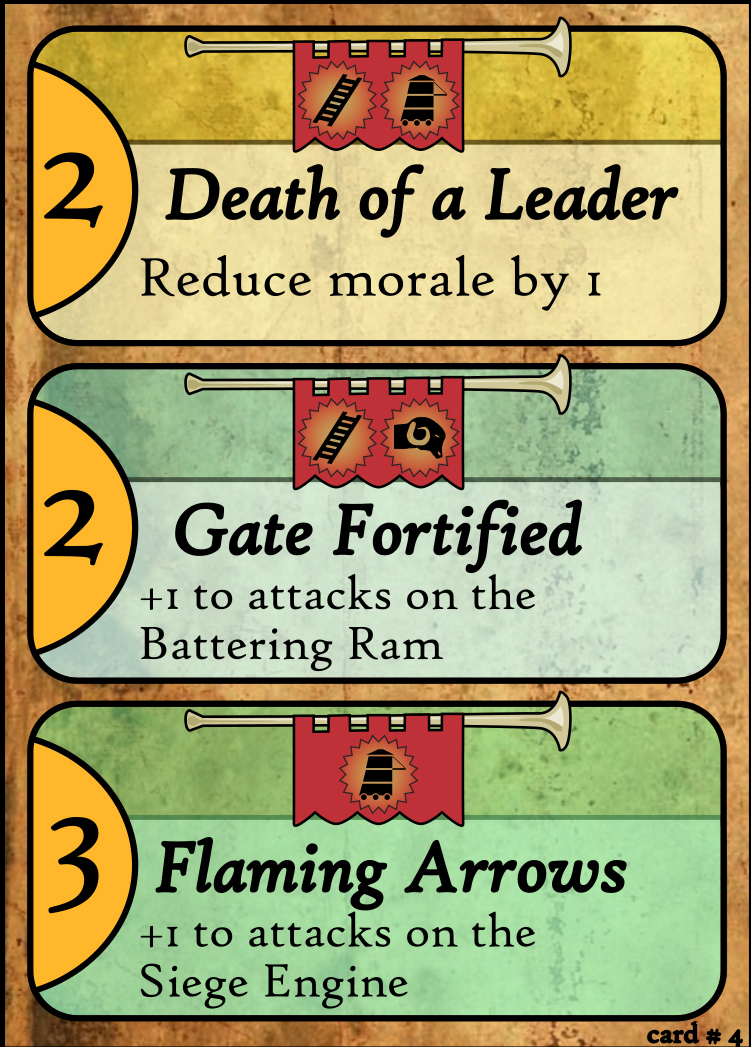 2
Death of a Leader
Reduce morale by 1
2
Gate Fortified
+1 to attacks on the
Battering Ram
3
Flaming Arrows
+1 to attacks on the
Siege Engine
card # 4